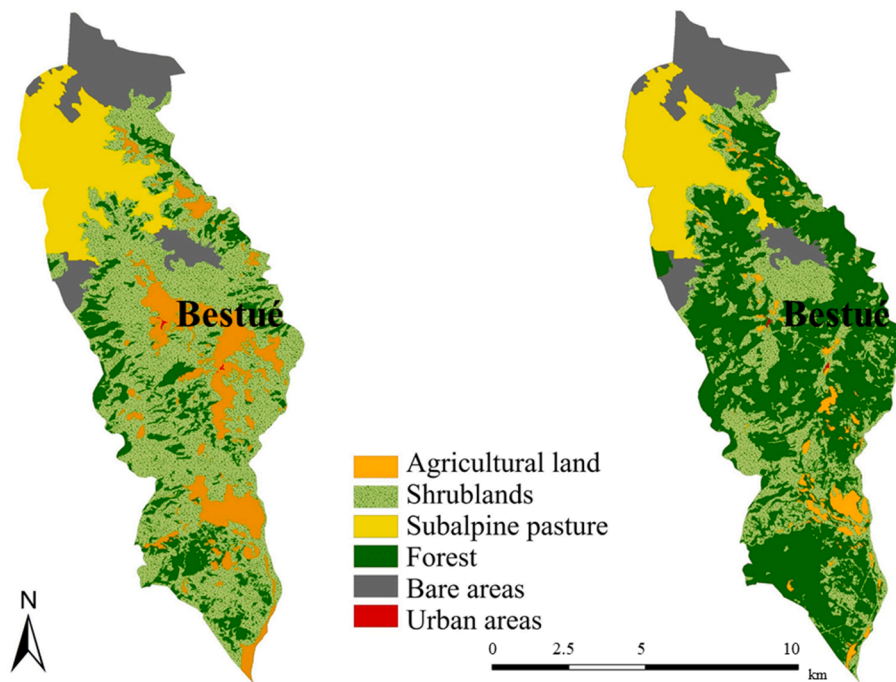 Bestué
Bestué
Agricultural land
Shrublands
Subalpine pasture
Forest
Bare areas
Urban areas
N
0 2.5 5 10
km